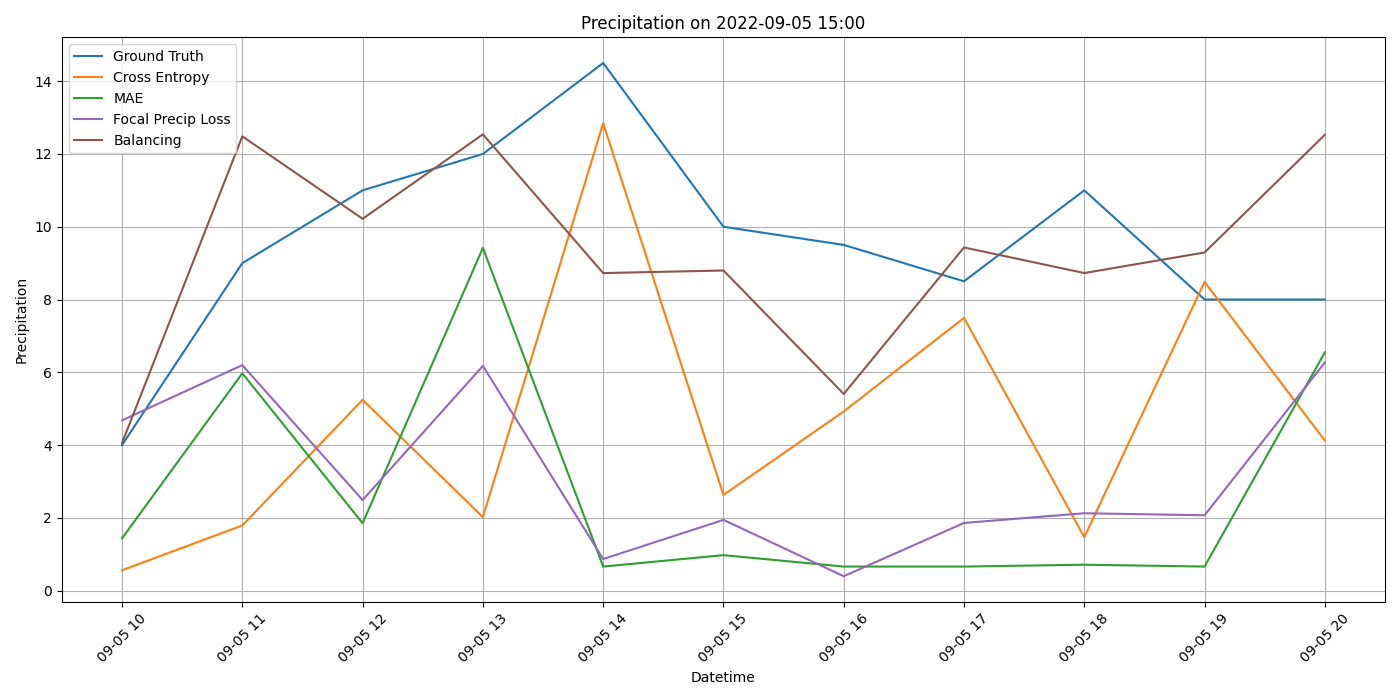 Precipitation on 2022-09-05 15:00
Ground Truth
Cross Entropy
MAE
Focal Precip Loss
Balancing
Precipitation
14
12
10
8
6
4
2
0
09-05 10
09-05 11
09-05 12
09-05 13
09-05 14
09-05 15
09-05 16
09-05 17
09-05 18
09-05 19
09-05 20
Datetime